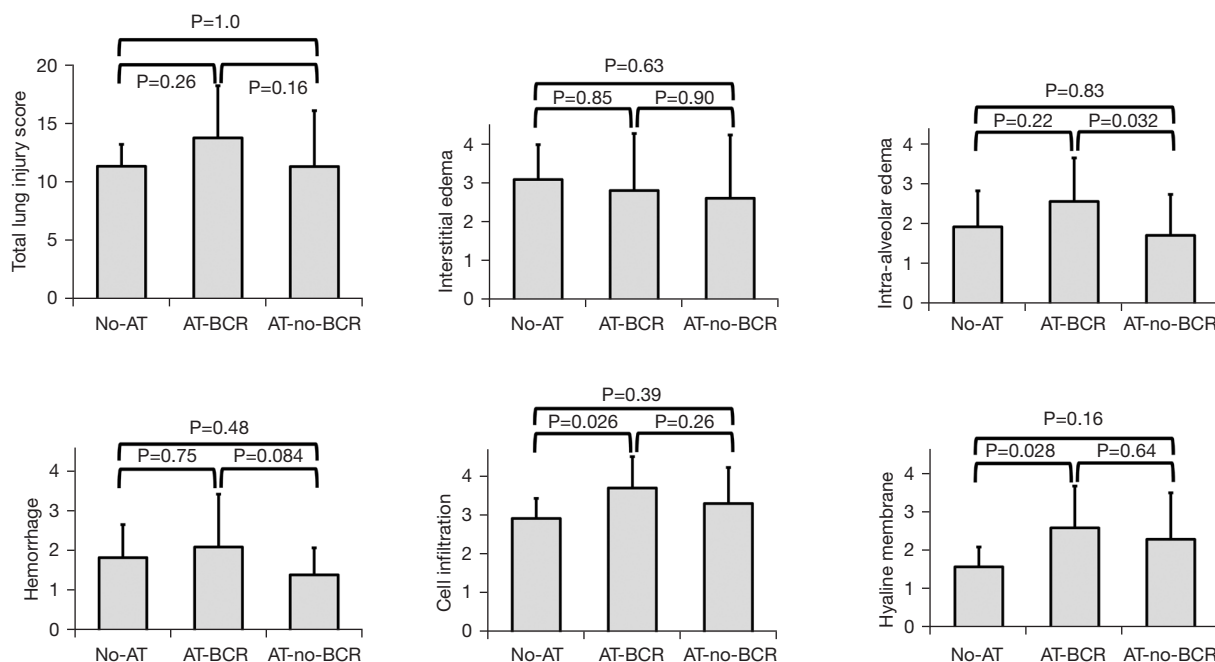 P=1.0
P=0.26
P=0.16
Total lung injury score
20
15
10
5
0
No-AT AT-BCR AT-no-BCR
P=0.63
P=0.85
P=0.90
Interstitial edema
4
3
2
1
0
No-AT AT-BCR AT-no-BCR
P=0.83
P=0.22
P=0.032
Intra-alveolar edema
4
3
2
1
0
No-AT AT-BCR AT-no-BCR
P=0.48
P=0.75
P=0.084
Hemorrhage
4
3
2
1
0
No-AT AT-BCR AT-no-BCR
P=0.39
P=0.026
P=0.26
Cell infiltration
4
3
2
1
0
No-AT AT-BCR AT-no-BCR
P=0.16
P=0.028
P=0.64
Hyaline membrane
4
3
2
1
0
No-AT AT-BCR AT-no-BCR